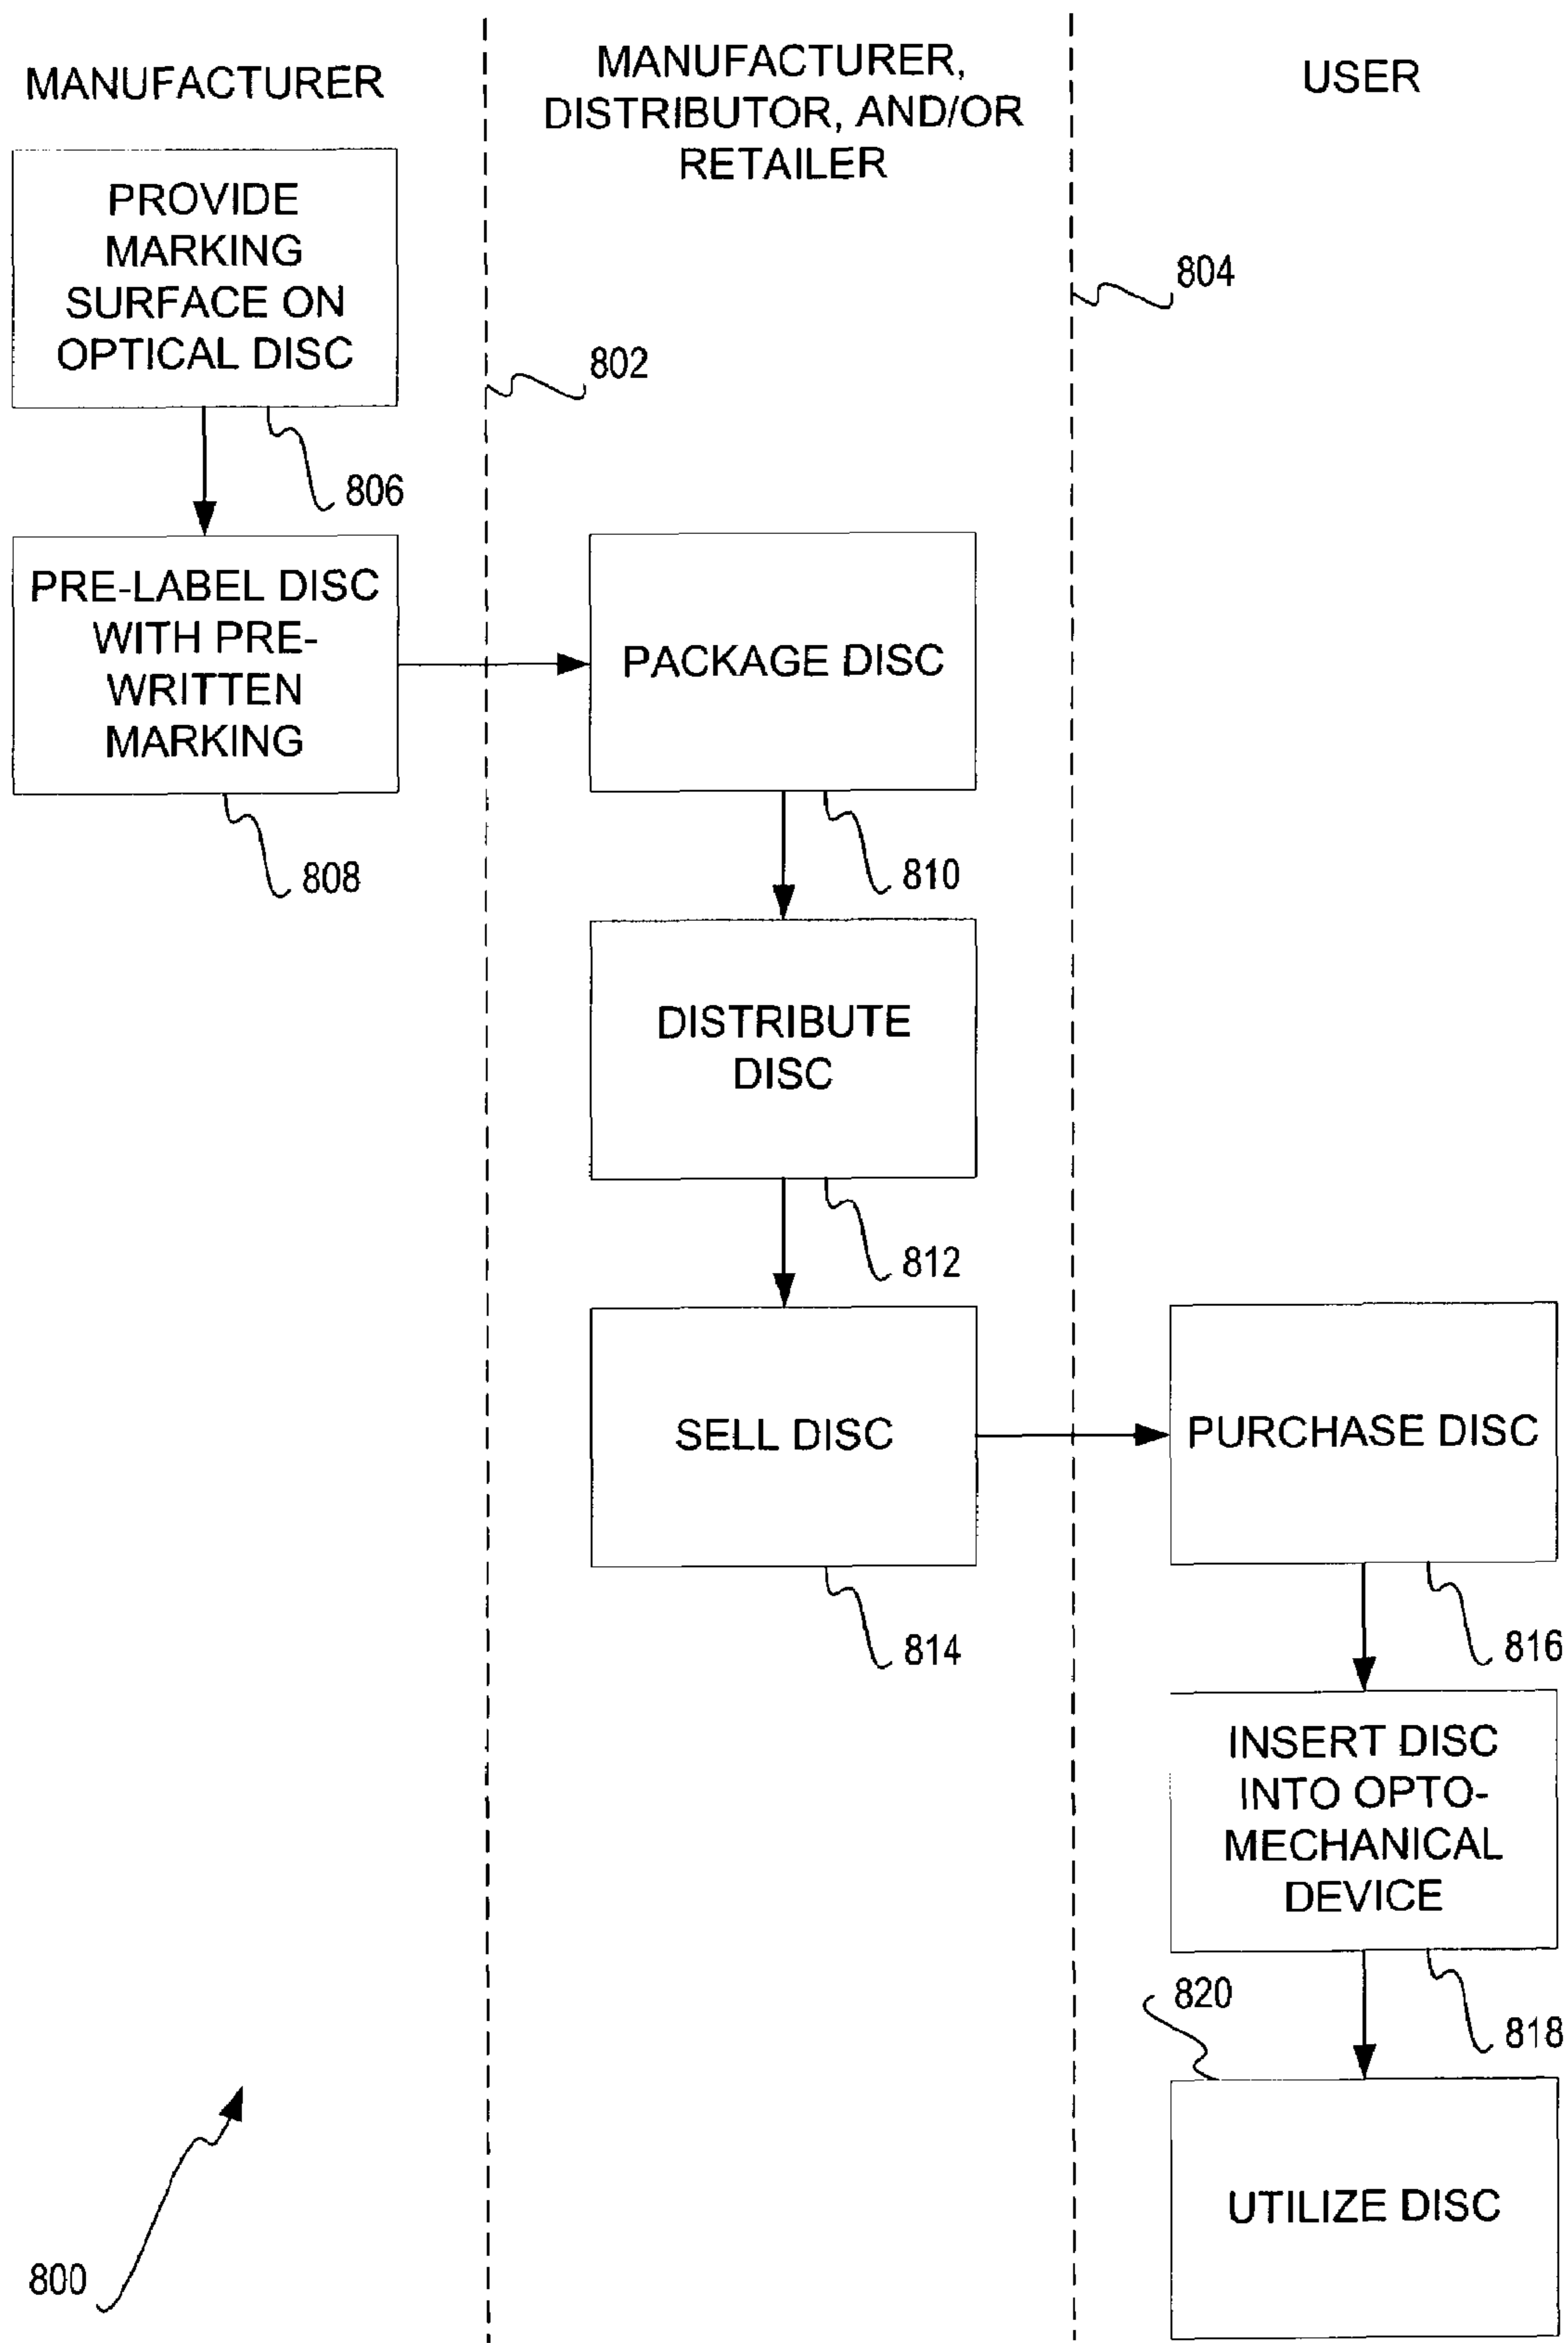 MANUFACTURER
PROVIDE
MARKING
SURFACE ON
OPTICAL DISC
806
PRE-LABEL DISC
WITH PRE-
WRITTEN
MARKING
808
800
802
MANUFACTURER,
DISTRIBUTOR, AND/OR
RETAILER
PACKAGE DISC
810
DISTRIBUTE
DISC
812
SELL DISC
814
804
USER
PURCHASE DISC
816
INSERT DISC
INTO OPTO-
MECHANICAL
DEVICE
818
820
UTILIZE DISC